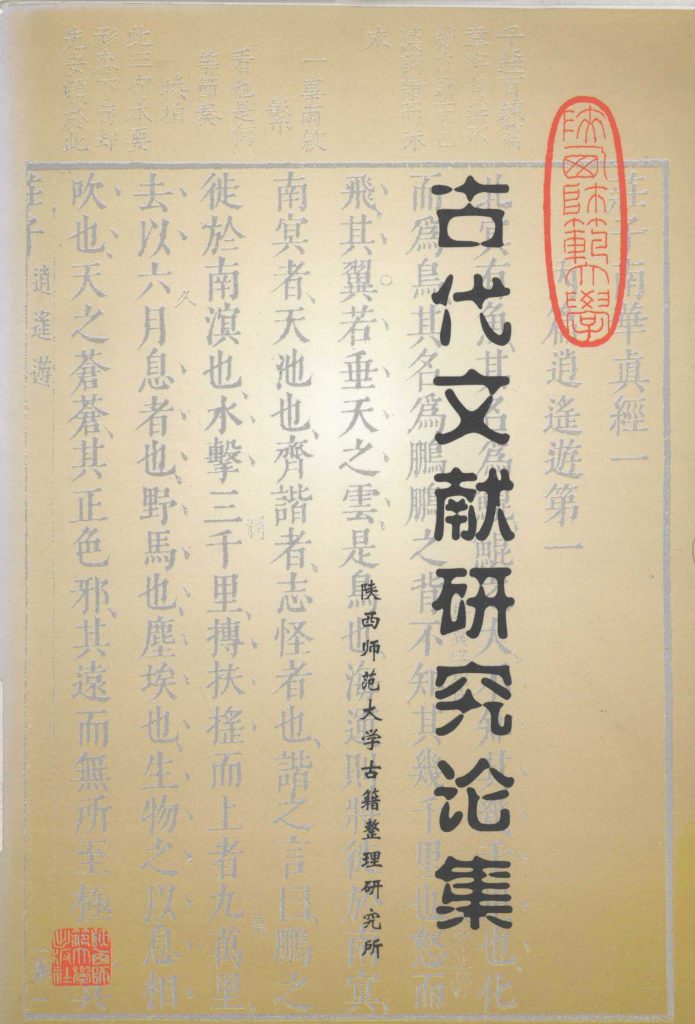 古代文献研究论集
陕西师范大学古籍整理研究所
陕西师范大学
莊子南華真經一
逍遙遊第一
而爲鳥其名爲鵬鵬之背不知其幾千里也怒而
飛其翼若垂天之雲是鳥也海運則將徙於南冥
南冥者天池也齊諧者志怪者也諧之言曰鵬之
徙於南溟也水擊三千里摶扶搖而上者九萬里
去以六月息者也野馬也塵埃也生物之以息相
吹也天之蒼蒼其正色邪其遠而無所至極
莊子 逍遙遊